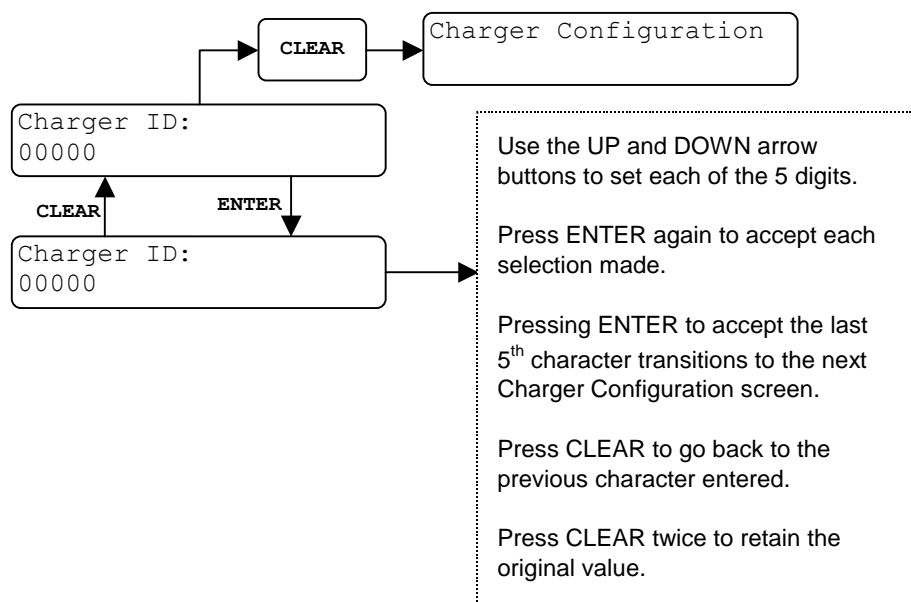 CLEAR
Charger Configuration
Charger ID:
00000
CLEAR
ENTER
Charger ID:
00000
Use the UP and DOWN arrow
buttons to set each of the 5 digits.
Press ENTER again to accept each
selection made.
Pressing ENTER to accept the last
5th character transitions to the next
Charger Configuration screen.
Press CLEAR to go back to the
previous character entered.
Press CLEAR twice to retain the
original value.